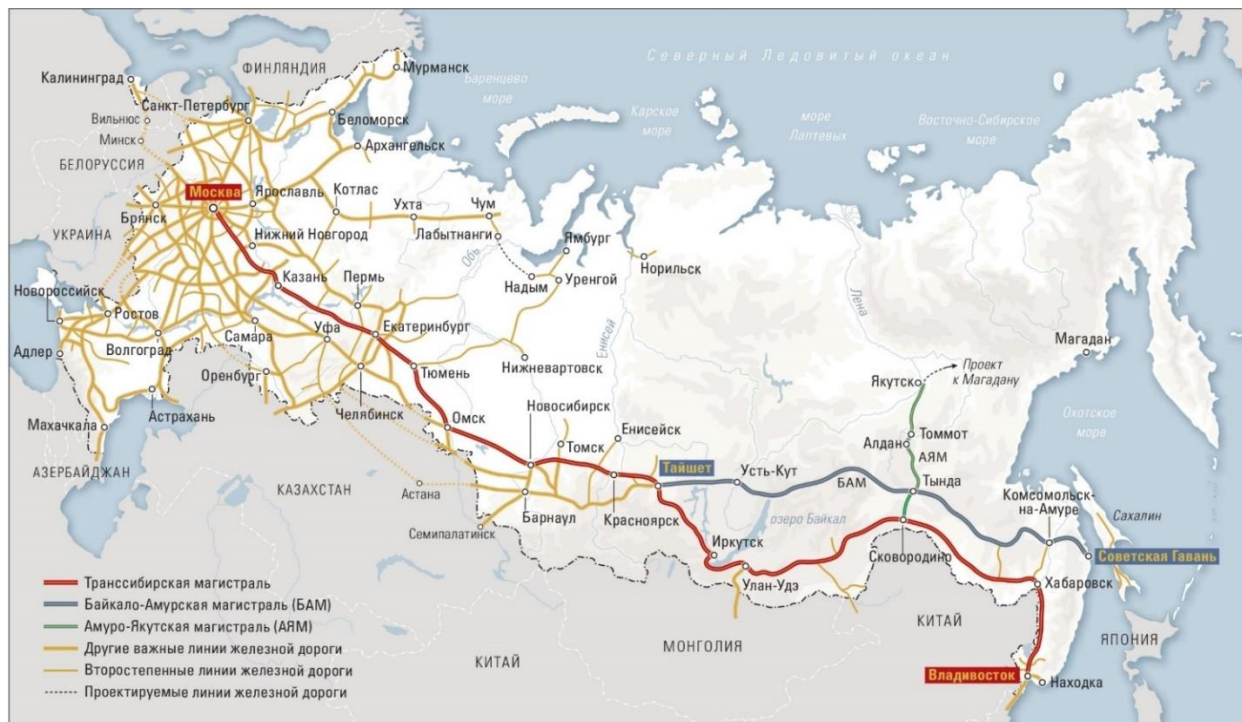 Северный Ледовитый океан
Баренцево
море
Карское
море
море
Лаптевых
Восточно-Сибирское
море
ФИНЛЯНДИЯ
Мурманск
Калининград
Санкт-Петербург
Вильнюс
Минск
Беломорск
БЕЛОРУССИЯ
Архангельск
Москва
Ярославль
Котлас
Ухта
Чум
Брянск
Лабытнанги
Ямбург
УКРАИНА
Нижний Новгород
Обь
Норильск
Казань
Пермь
Надым
Уренгой
Новороссийск
Ростов
Екатеринбург
Енисей
Лена
Самара
Уфа
Адлер
Волгоград
Магадан
Оренбург
Тюмень
Нижневартовск
Якутск
Проект
к Магадану
Астрахань
Челябинск
Омск
Новосибирск
Охотское
море
Махачкала
Томск
Енисейск
Томмот
Алдан
АЯМ
АЗЕРБАЙДЖАН
Тайшет
Усть-Кут
БАМ
Тында
КАЗАХСТАН
Астана
Комсомольск-
на-Амуре
Барнаул
Красноярск
озеро Байкал
Сахалин
Семипалатинск
Иркутск
Сковородино
Советская Гавань
Улан-Удэ
Хабаровск
Транссибирская магистраль
Байкало-Амурская магистраль (БАМ)
Амуро-Якутская магистраль (АЯМ)
Другие важные линии железной дороги
Второстепенные линии железной дороги
Проектируемые линии железной дороги
КИТАЙ
МОНГОЛИЯ
КИТАЙ
ЯПОНИЯ
Владивосток
Находка